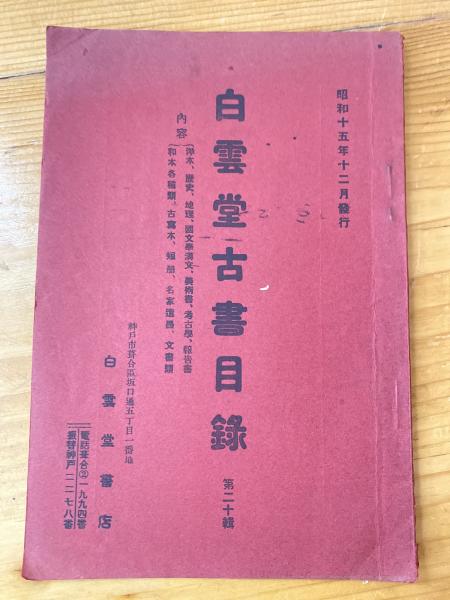 昭和十五年十二月發行
白雲堂古書目錄
第二十輯
內容
洋本、歷史、地理、國文學漢文、美術書、考古學、報告書
和本各種類、古寫本、短册、名家遺墨、文書類
神戶市葺合區坂口通五丁目一番地
白雲堂書店
電話葺合②一九九四番
振替神戶一一二七八番